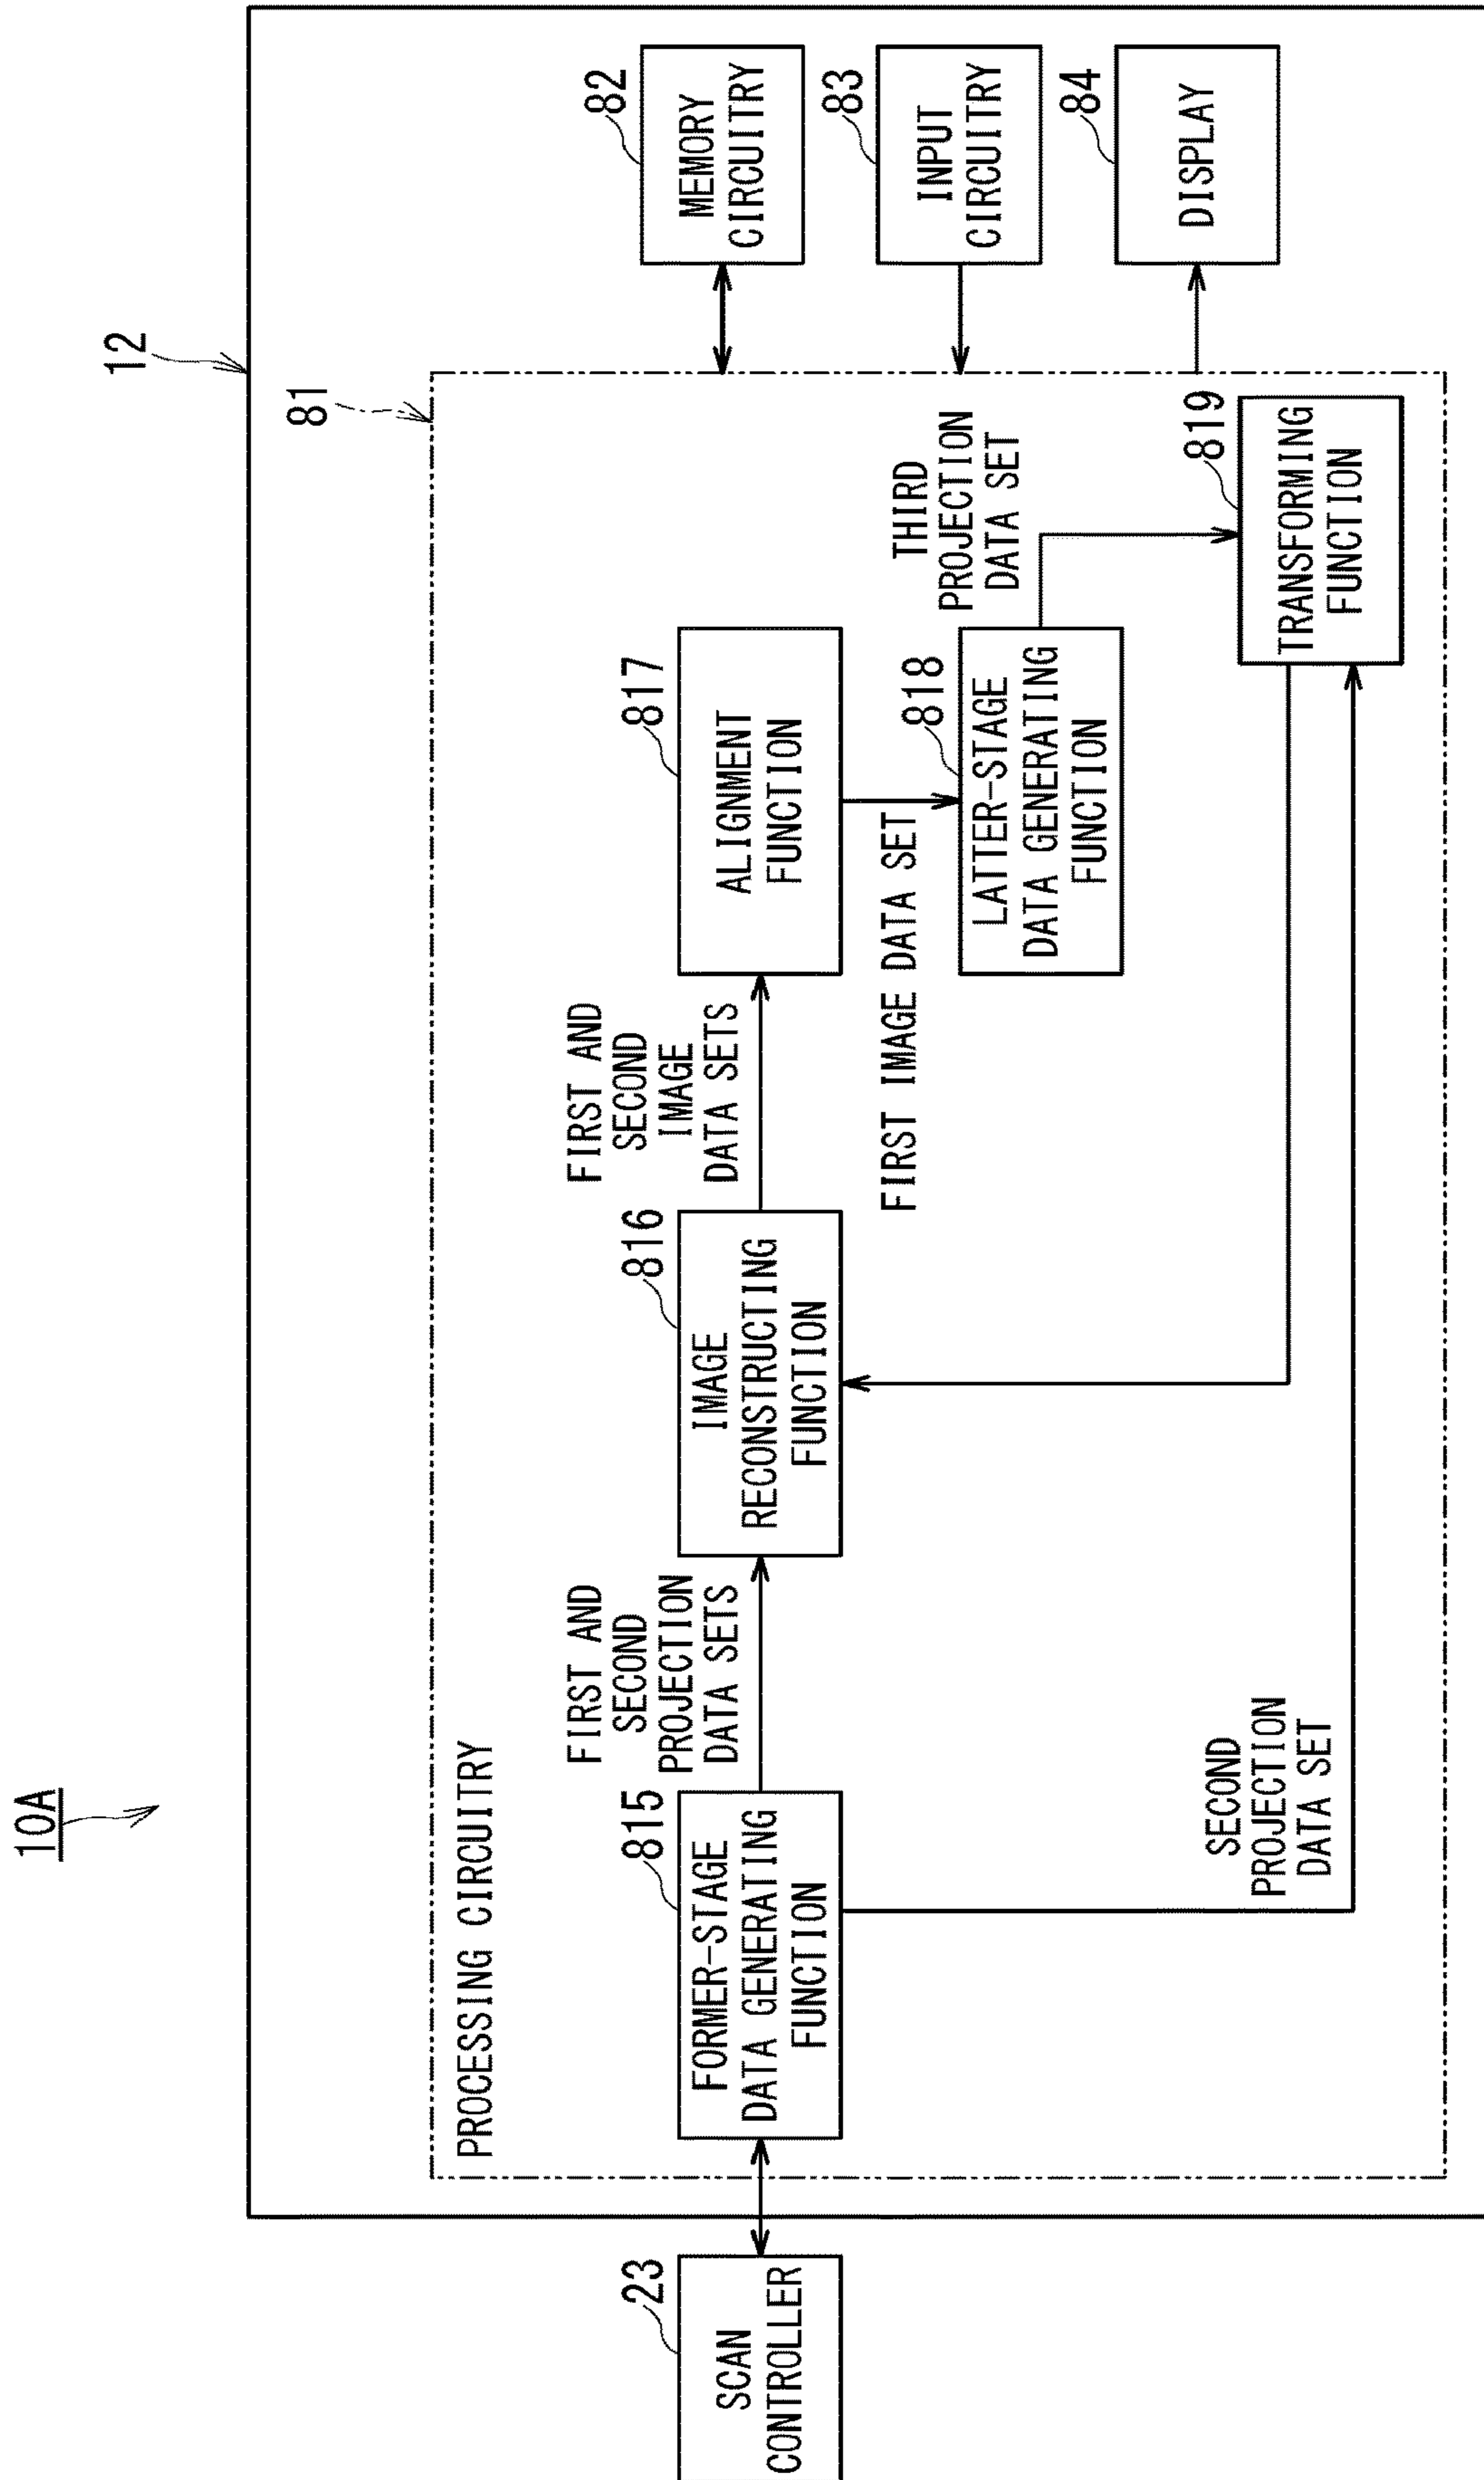 10A
12
81
PROCESSING CIRCUITRY
23
SCAN
CONTROLLER
815
FORMER-STAGE
DATA GENERATING
FUNCTION
FIRST AND
SECOND
PROJECTION
DATA SETS
816
IMAGE
RECONSTRUCTING
FUNCTION
FIRST AND
SECOND
IMAGE
DATA SETS
817
ALIGNMENT
FUNCTION
FIRST IMAGE DATA SET
818
LATTER-STAGE
DATA GENERATING
FUNCTION
THIRD
PROJECTION
DATA SET
819
TRANSFORMING
FUNCTION
SECOND
PROJECTION
DATA SET
82
MEMORY
CIRCUITRY
83
INPUT
CIRCUITRY
84
DISPLAY